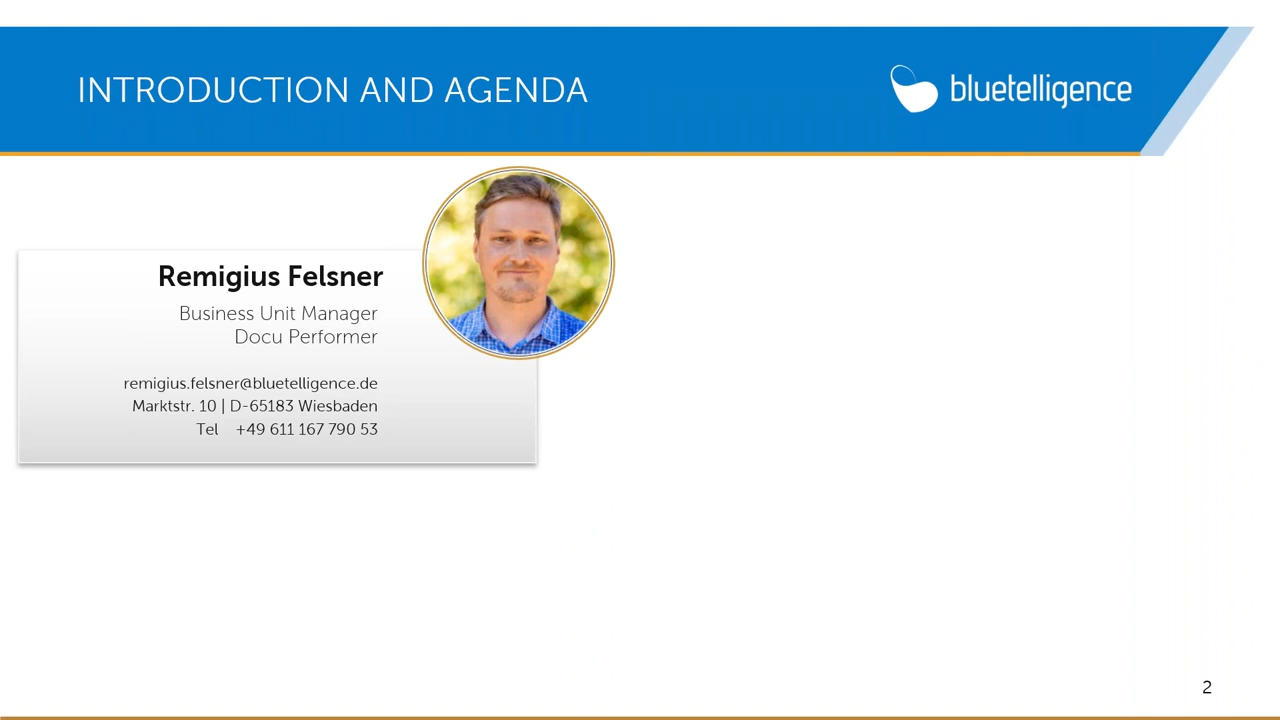 INTRODUCTION AND AGENDA
bluetelligence
Remigius Felsner
Business Unit Manager
Docu Performer
remigius.felsner@bluetelligence.de
Marktstr. 10 | D-65183 Wiesbaden
Tel +49 611 167 790 53
2